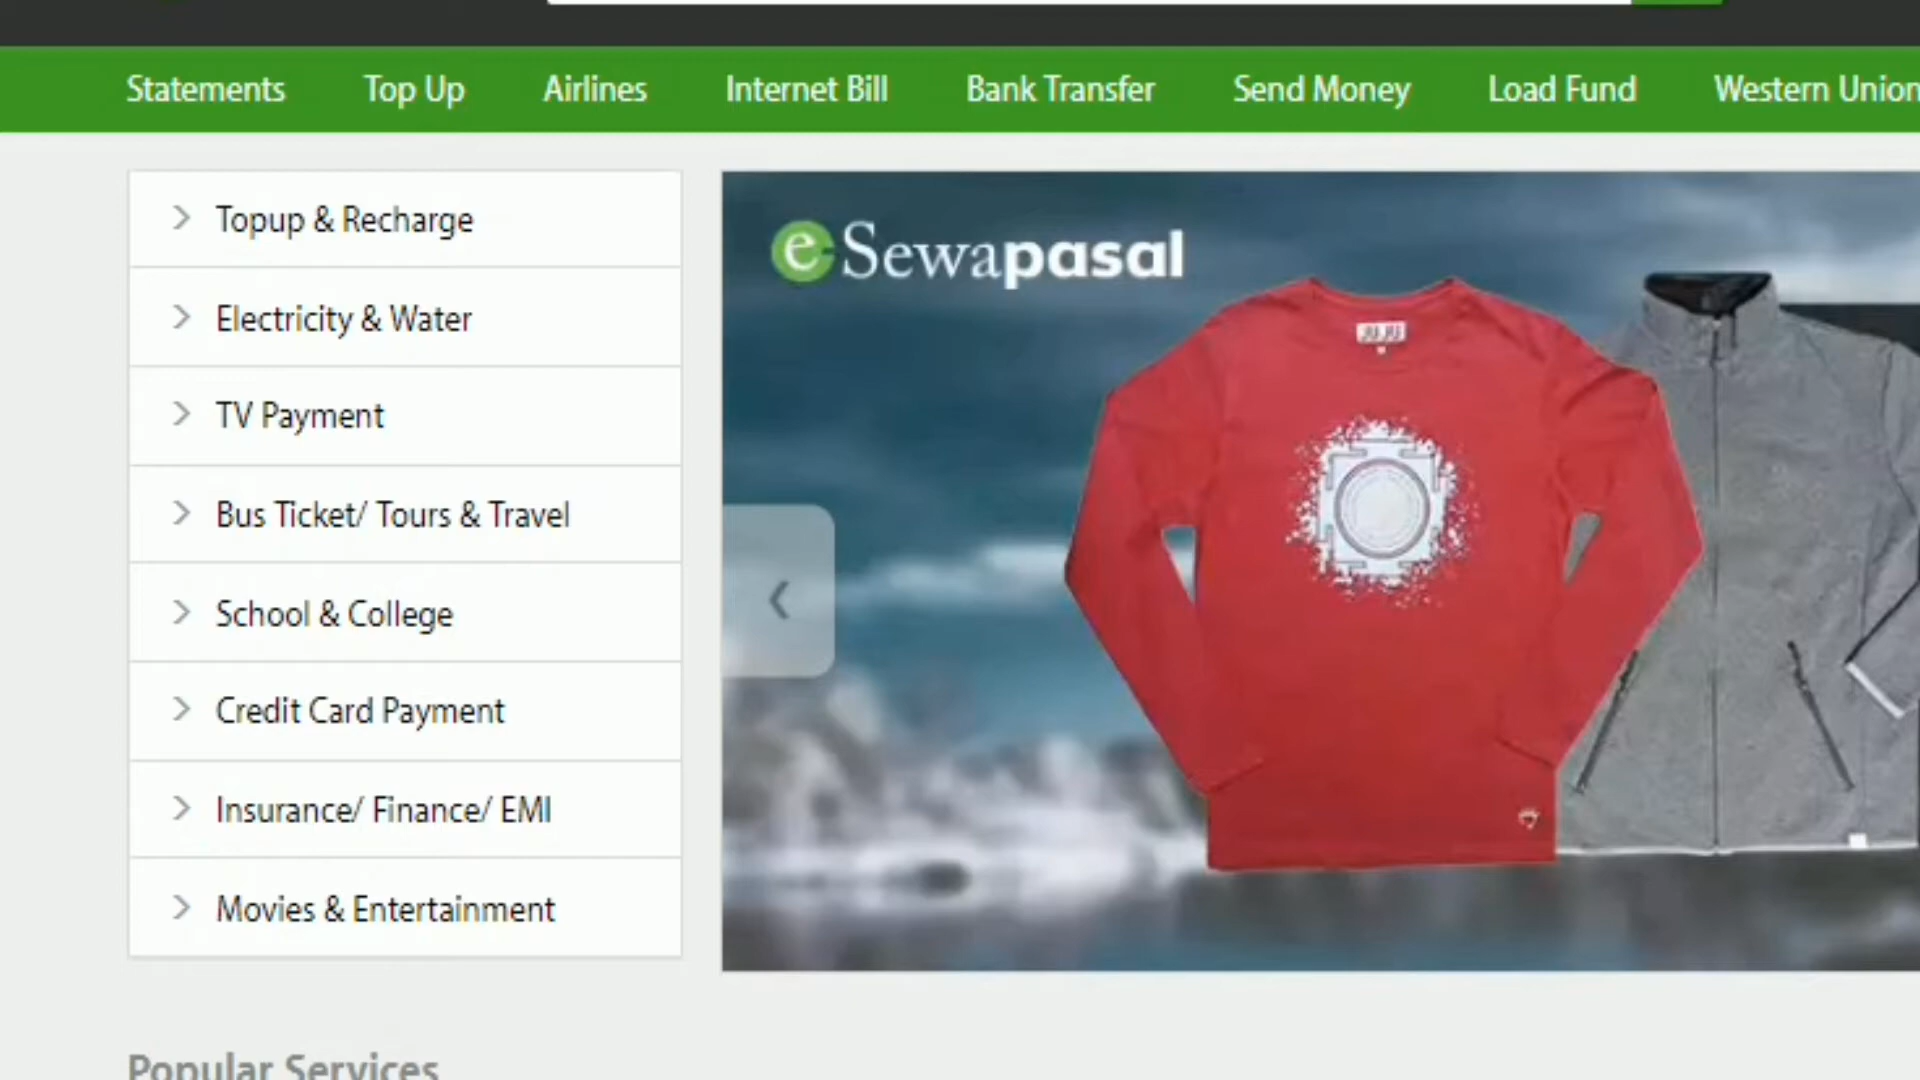 Statements Top Up Airlines Internet Bill Bank Transfer Send Money Load Fund Western Union
Topup & Recharge
Electricity & Water
TV Payment
Bus Ticket/ Tours & Travel
School & College
Credit Card Payment
Insurance/ Finance/ EMI
Movies & Entertainment
eSewapasal
JUJU
Popular Services